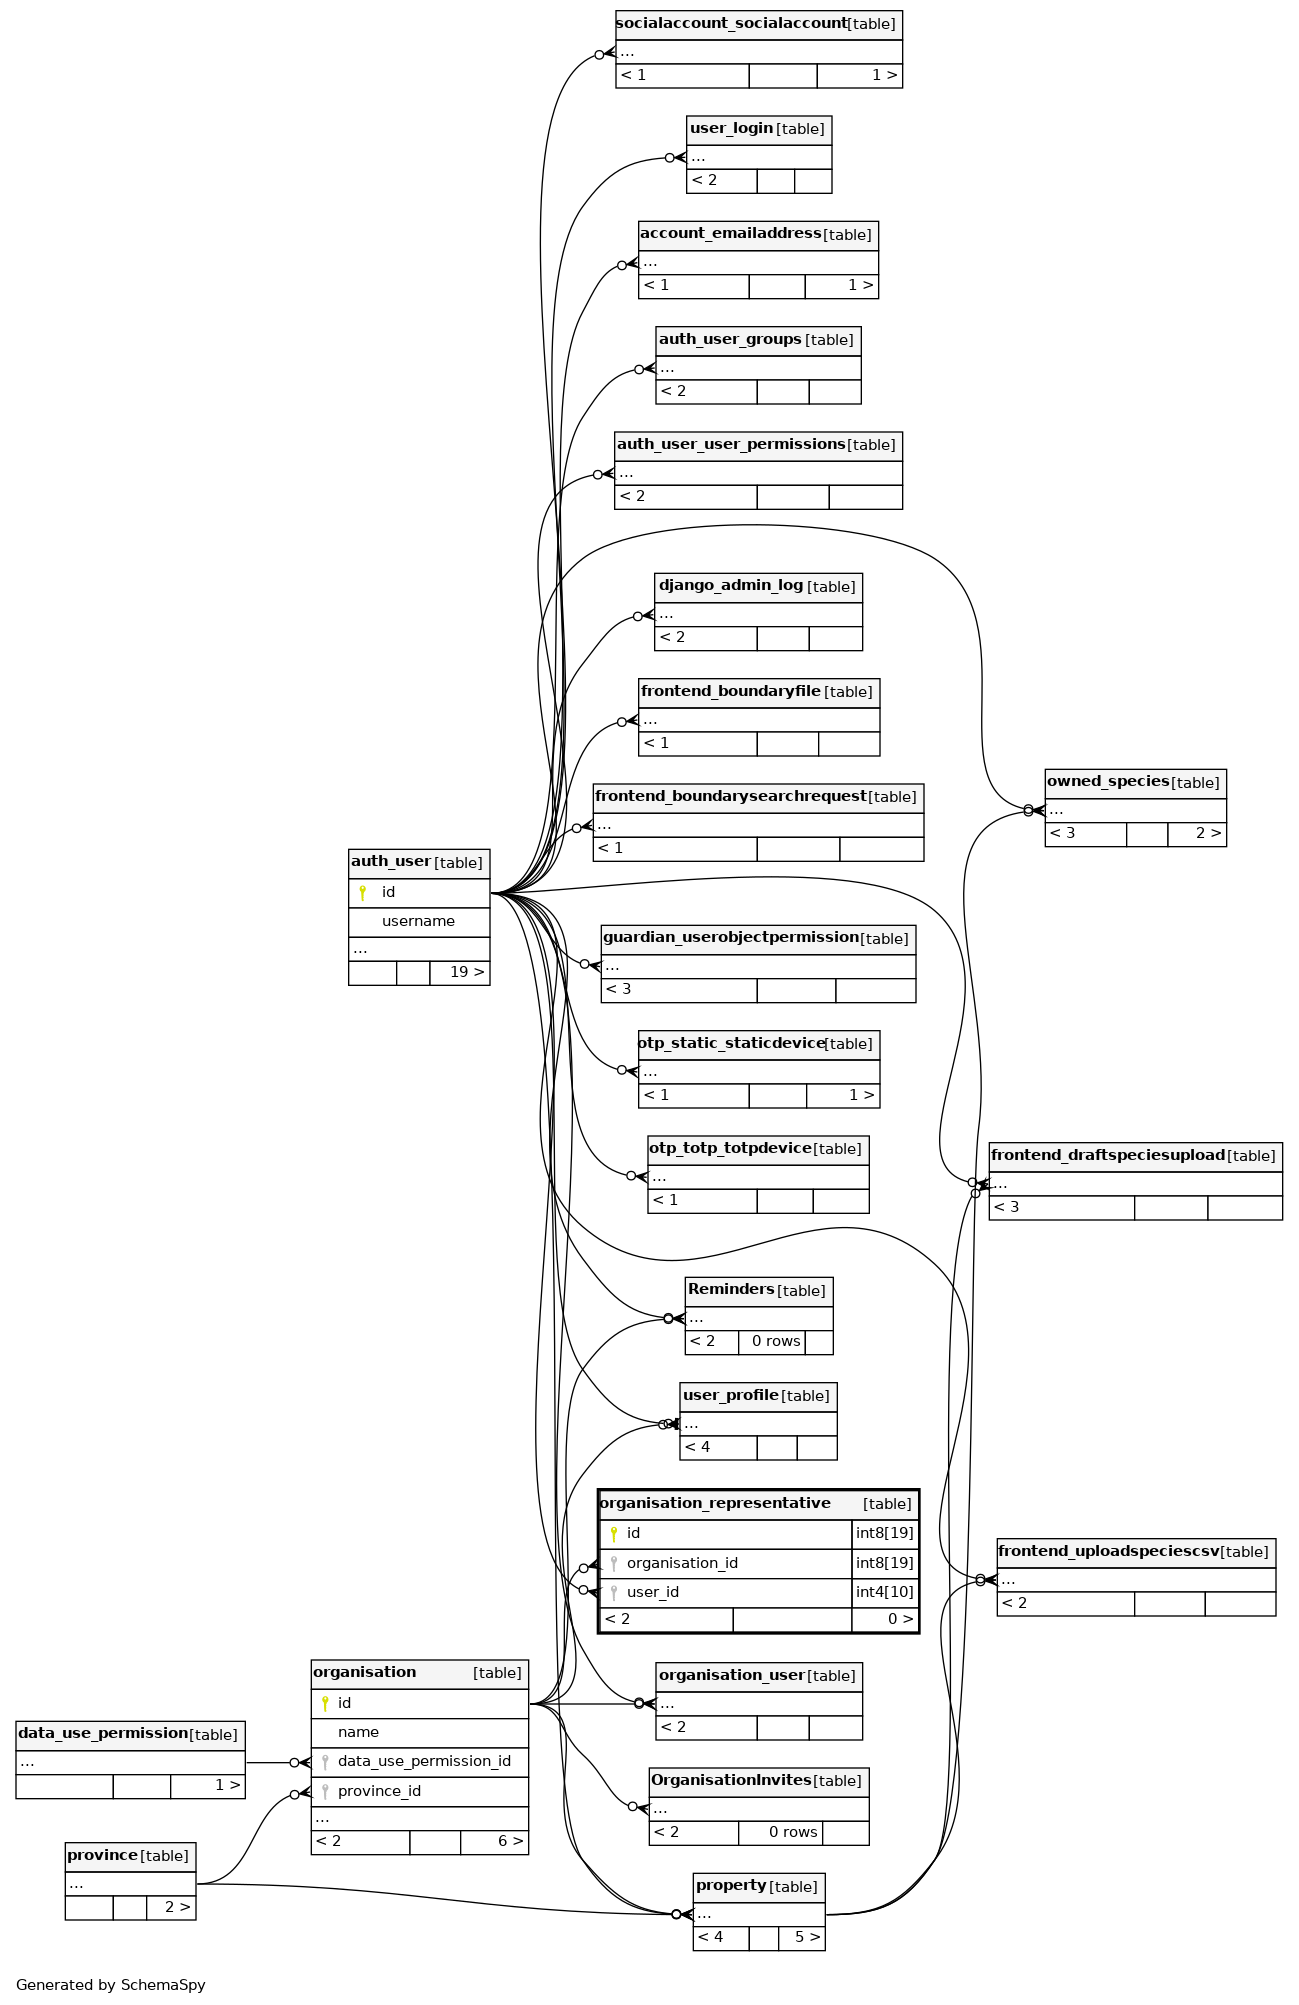 socialaccount_socialaccount [table]
...
< 1 1 >
user_login [table]
...
< 2
account_emailaddress [table]
...
< 1 1 >
auth_user_groups [table]
...
< 2
auth_user_user_permissions [table]
...
< 2
django_admin_log [table]
...
< 2
frontend_boundaryfile [table]
...
< 1
frontend_boundarysearchrequest [table]
...
< 1
owned_species [table]
...
< 3 2 >
auth_user [table]
id
username
...
19 >
guardian_userobjectpermission [table]
...
< 3
otp_static_staticdevice [table]
...
< 1 1 >
otp_totp_totpdevice [table]
...
< 1
frontend_draftspeciesupload [table]
...
< 3
Reminders [table]
...
< 2 0 rows
user_profile [table]
...
< 4
organisation_representative [table]
id int8[19]
organisation_id int8[19]
user_id int4[10]
< 2 0 >
frontend_uploadspeciescsv [table]
...
< 2
organisation [table]
id
name
data_use_permission_id
province_id
...
< 2 6 >
organisation_user [table]
...
< 2
data_use_permission [table]
...
1 >
OrganisationInvites [table]
...
< 2 0 rows
province [table]
...
2 >
property [table]
...
< 4 5 >
Generated by SchemaSpy